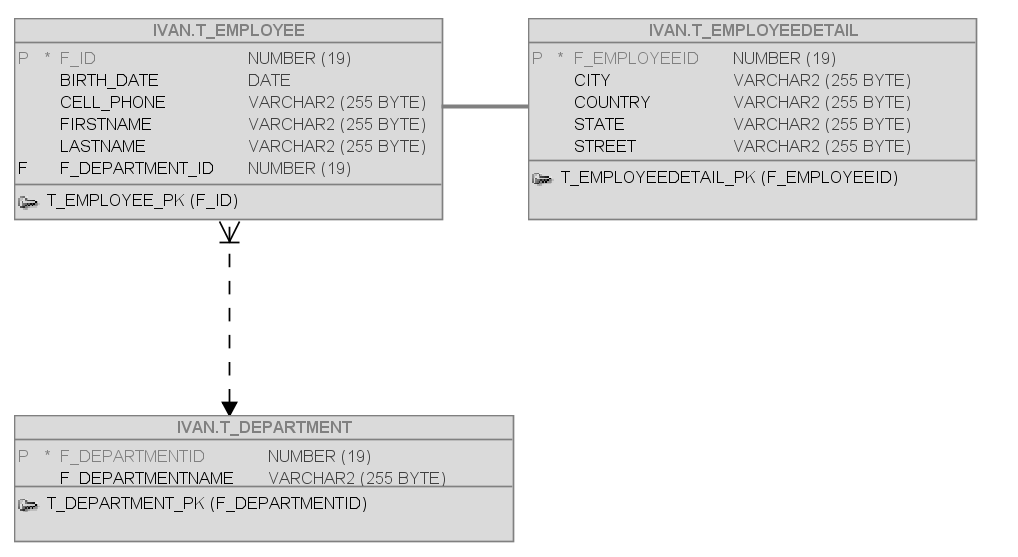 IVAN.T_EMPLOYEE
P * F_ID NUMBER (19)
BIRTH_DATE DATE
CELL_PHONE VARCHAR2 (255 BYTE)
FIRSTNAME VARCHAR2 (255 BYTE)
LASTNAME VARCHAR2 (255 BYTE)
F F_DEPARTMENT_ID NUMBER (19)
T_EMPLOYEE_PK (F_ID)
IVAN.T_EMPLOYEEDETAIL
P * F_EMPLOYEEID NUMBER (19)
CITY VARCHAR2 (255 BYTE)
COUNTRY VARCHAR2 (255 BYTE)
STATE VARCHAR2 (255 BYTE)
STREET VARCHAR2 (255 BYTE)
T_EMPLOYEEDETAIL_PK (F_EMPLOYEEID)
IVAN.T_DEPARTMENT
P * F_DEPARTMENTID NUMBER (19)
F_DEPARTMENTNAME VARCHAR2 (255 BYTE)
T_DEPARTMENT_PK (F_DEPARTMENTID)